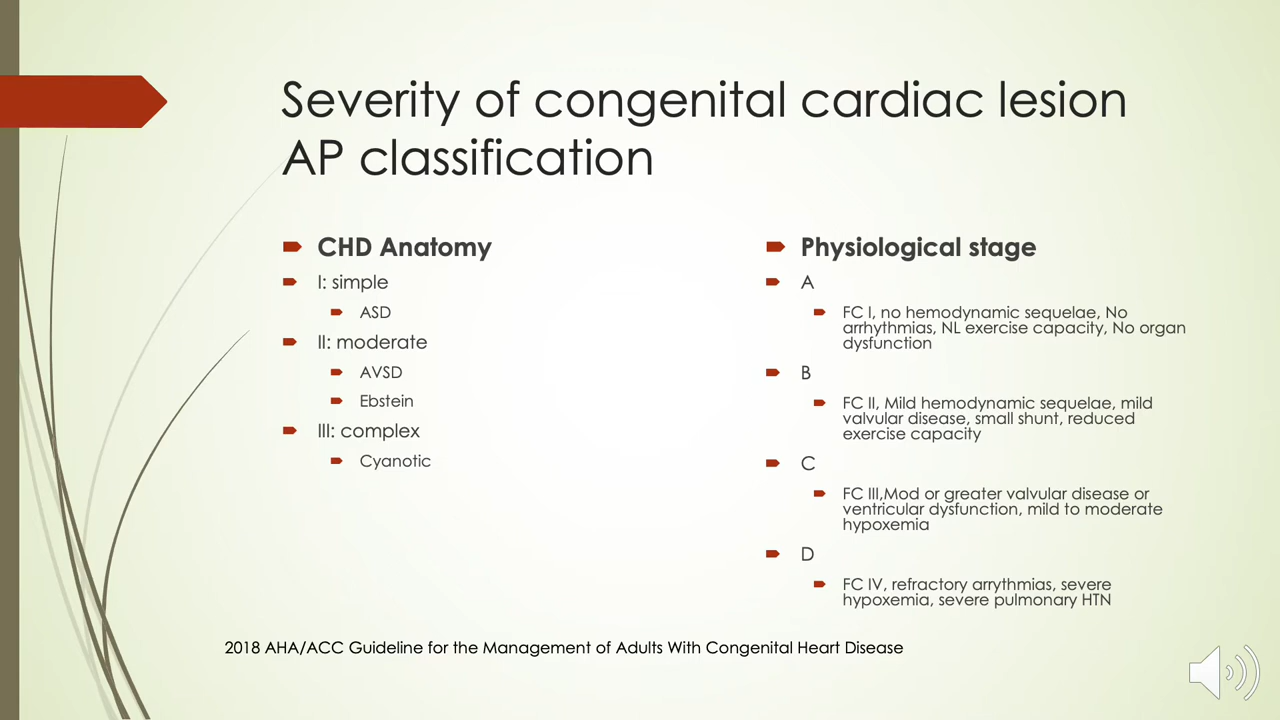 Severity of congenital cardiac lesion
AP classification
CHD Anatomy
I: simple
ASD
II: moderate
AVSD
Ebstein
III: complex
Cyanotic
Physiological stage
A
FC I, no hemodynamic sequelae, No
arrhythmias, NL exercise capacity, No organ
dysfunction
B
FC II, Mild hemodynamic sequelae, mild
valvular disease, small shunt, reduced
exercise capacity
C
FC III,Mod or greater valvular disease or
ventricular dysfunction, mild to moderate
hypoxemia
D
FC IV, refractory arrythmias, severe
hypoxemia, severe pulmonary HTN
2018 AHA/ACC Guideline for the Management of Adults With Congenital Heart Disease